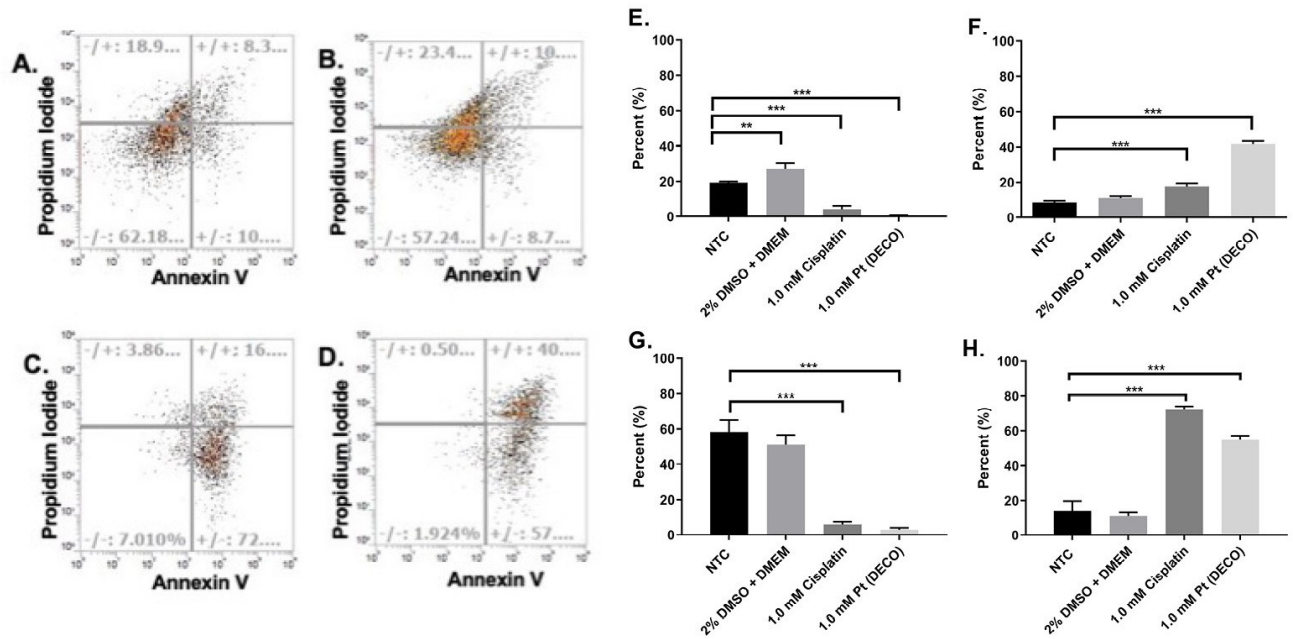 A.
-/+: 18.9...
+/+: 8.3...
-/-: 62.18...
+/-: 10....
Propidium Iodide
Annexin V
B.
-/+: 23.4...
+/+: 10....
-/-: 57.24...
+/-: 8.7...
Propidium Iodide
Annexin V
C.
-/+: 3.86...
+/+: 16....
-/-: 7.010%
+/-: 72....
Propidium Iodide
Annexin V
D.
-/+: 0.50...
+/+: 40....
-/-: 1.924%
+/-: 57....
Propidium Iodide
Annexin V
E.
Percent (%)
100
80
60
40
20
0
***
***
**
NTC
2% DMSO + DMEM
1.0 mM Cisplatin
1.0 mM Pt (DECO)
F.
Percent (%)
100
80
60
40
20
0
***
***
NTC
2% DMSO + DMEM
1.0 mM Cisplatin
1.0 mM Pt (DECO)
G.
Percent (%)
100
80
60
40
20
0
***
***
NTC
2% DMSO + DMEM
1.0 mM Cisplatin
1.0 mM Pt (DECO)
H.
Percent (%)
100
80
60
40
20
0
***
***
NTC
2% DMSO + DMEM
1.0 mM Cisplatin
1.0 mM Pt (DECO)